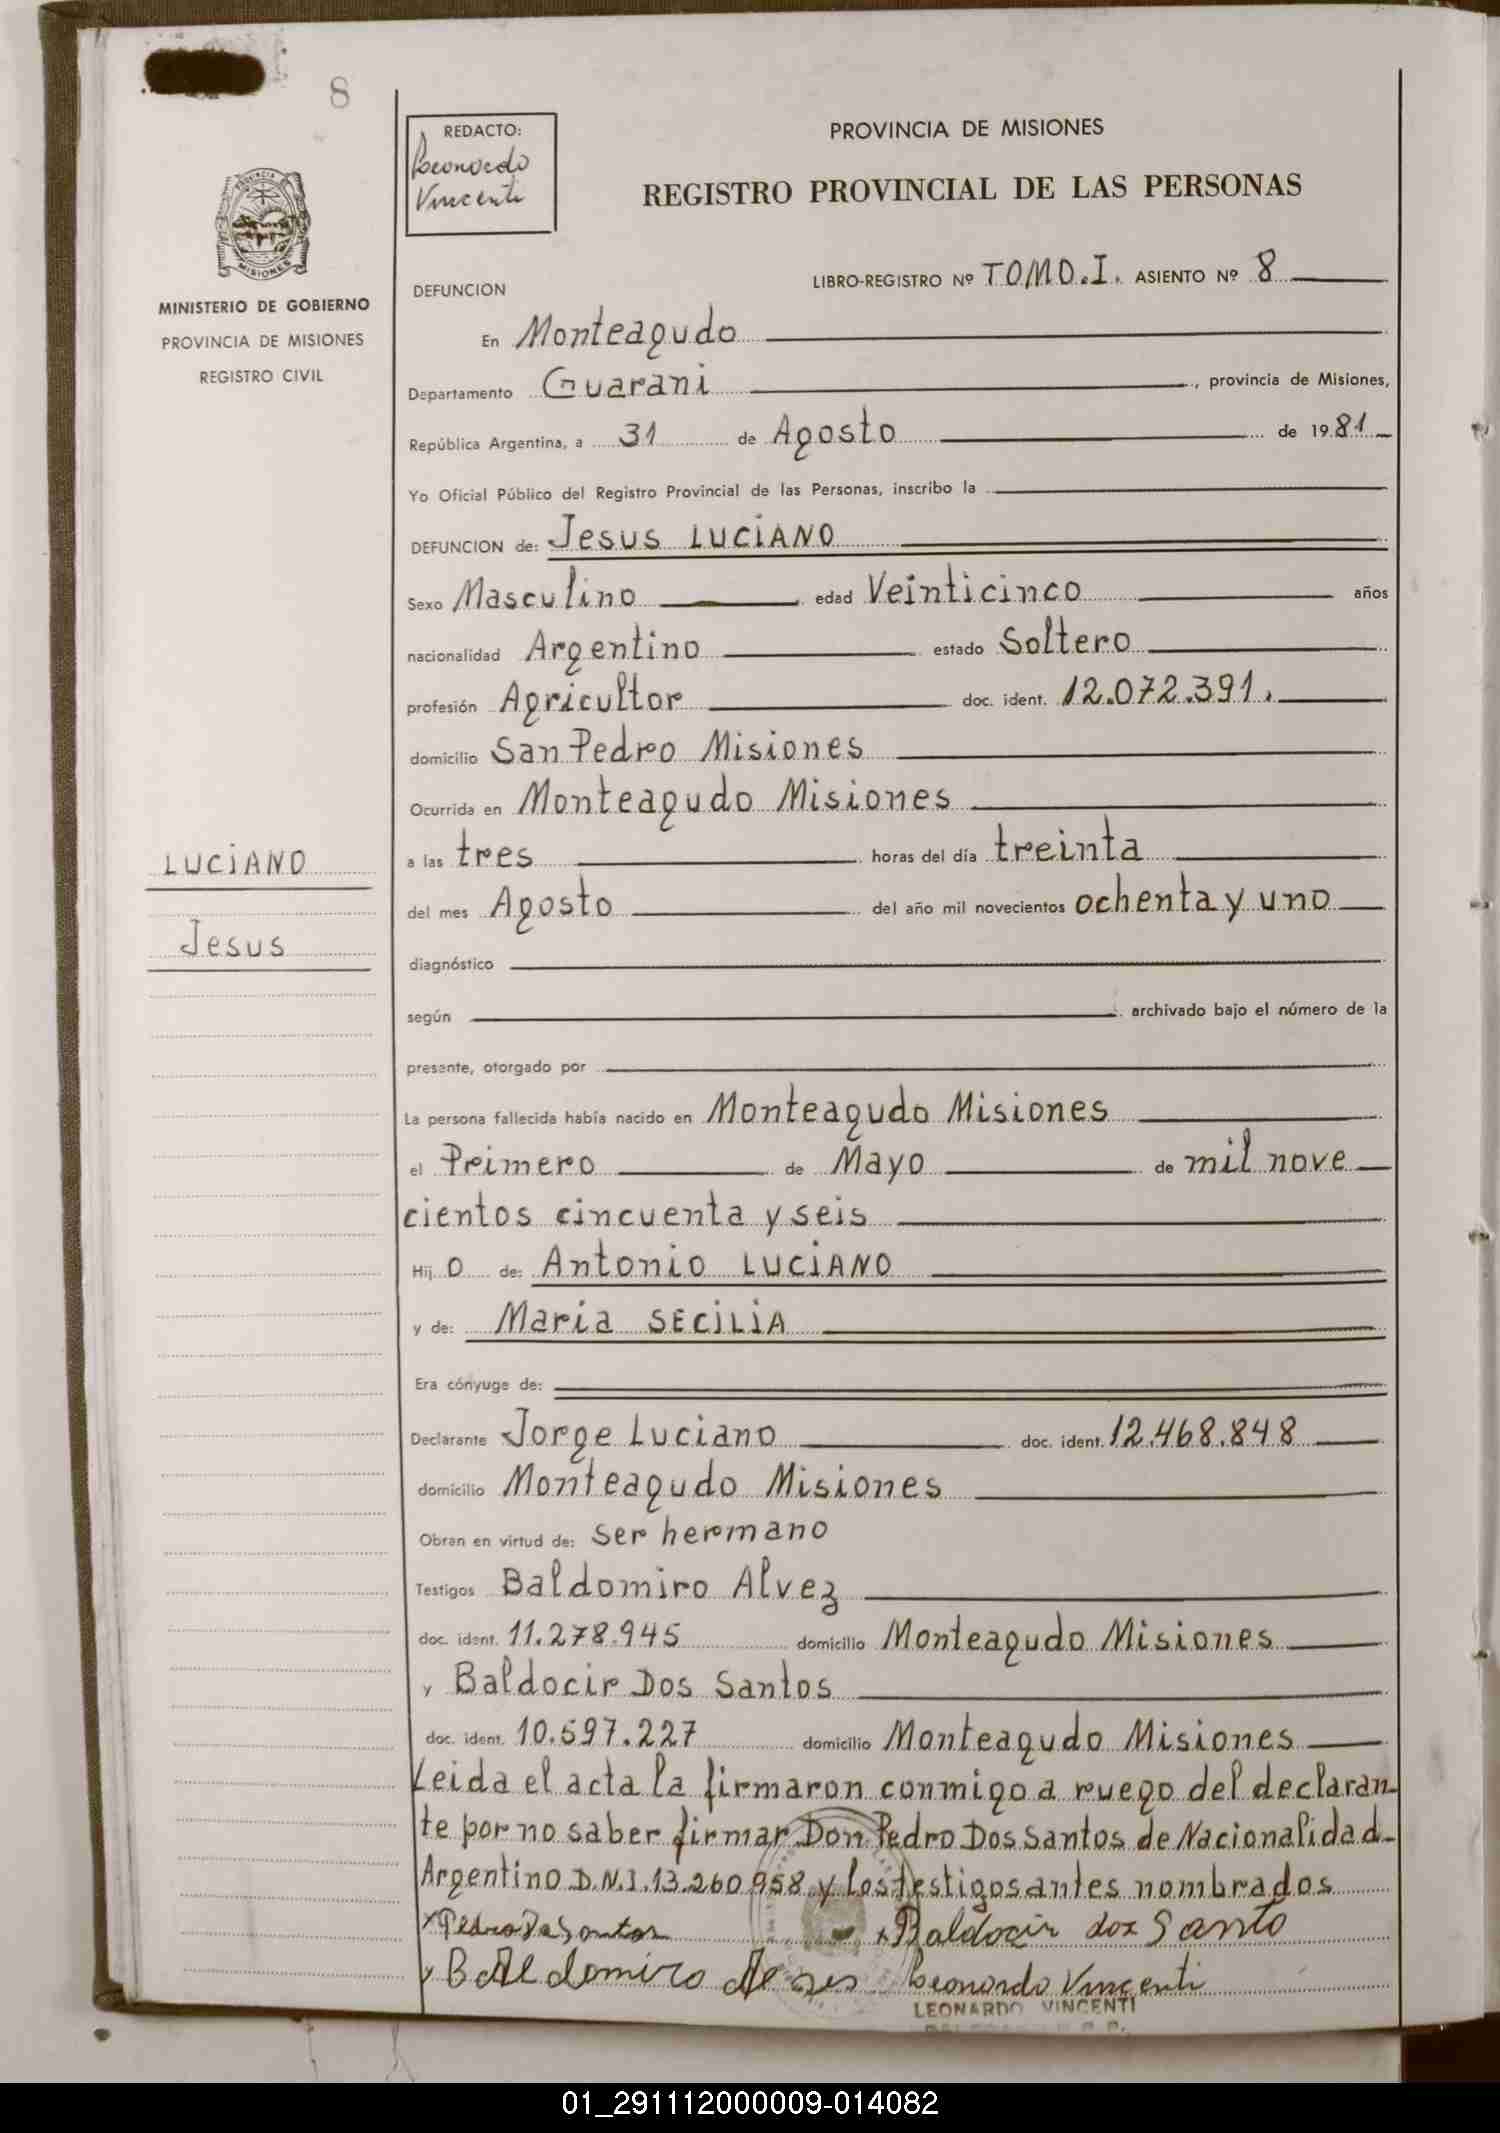 8
PROVINCIA
MISIONES
MINISTERIO DE GOBIERNO
PROVINCIA DE MISIONES
REGISTRO CIVIL
LUCIANO
Jesus
REDACTO:
Leonardo
Vincenti
PROVINCIA DE MISIONES
REGISTRO PROVINCIAL DE LAS PERSONAS
LIBRO-REGISTRO Nº TOMO.I. ASIENTO Nº 8
DEFUNCION
En Monteagudo
Departamento Guarani, provincia de Misiones,
República Argentina, a 31 de Agosto de 1981
Yo Oficial Público del Registro Provincial de las Personas, inscribo la
DEFUNCION de: Jesus LUCIANO
Sexo Masculino edad Veinticinco años
nacionalidad Argentino estado Soltero
profesión Agricultor doc. ident. 12.072.391.
domicilio San Pedro Misiones
Ocurrida en Monteagudo Misiones
a las tres horas del día treinta
del mes Agosto del año mil novecientos ochenta y uno
diagnóstico
según archivado bajo el número de la
presente, otorgado por
La persona fallecida había nacido en Monteagudo Misiones
el Primero de Mayo de mil nove
cientos cincuenta y seis
Hij o de: Antonio LUCIANO
y de: Maria SECILIA
Era cónyuge de:
Declarante Jorge Luciano doc. ident. 12.468.848
domicilio Monteagudo Misiones
Obran en virtud de: Ser hermano
Testigos Baldomiro Alvez
doc. ident. 11.278.945 domicilio Monteagudo Misiones
y Baldocir Dos Santos
doc. ident. 10.597.227 domicilio Monteagudo Misiones
Leida el acta la firmaron conmigo a ruego del declaran-
te por no saber firmar Don Pedro Dos Santos de Nacionalidad
Argentino D.N.I. 13.260.958 y los testigos antes nombrados
Baldocir dos Santo
Leonardo Vincenti
LEONARDO VINCENTI
01_291112000009-014082